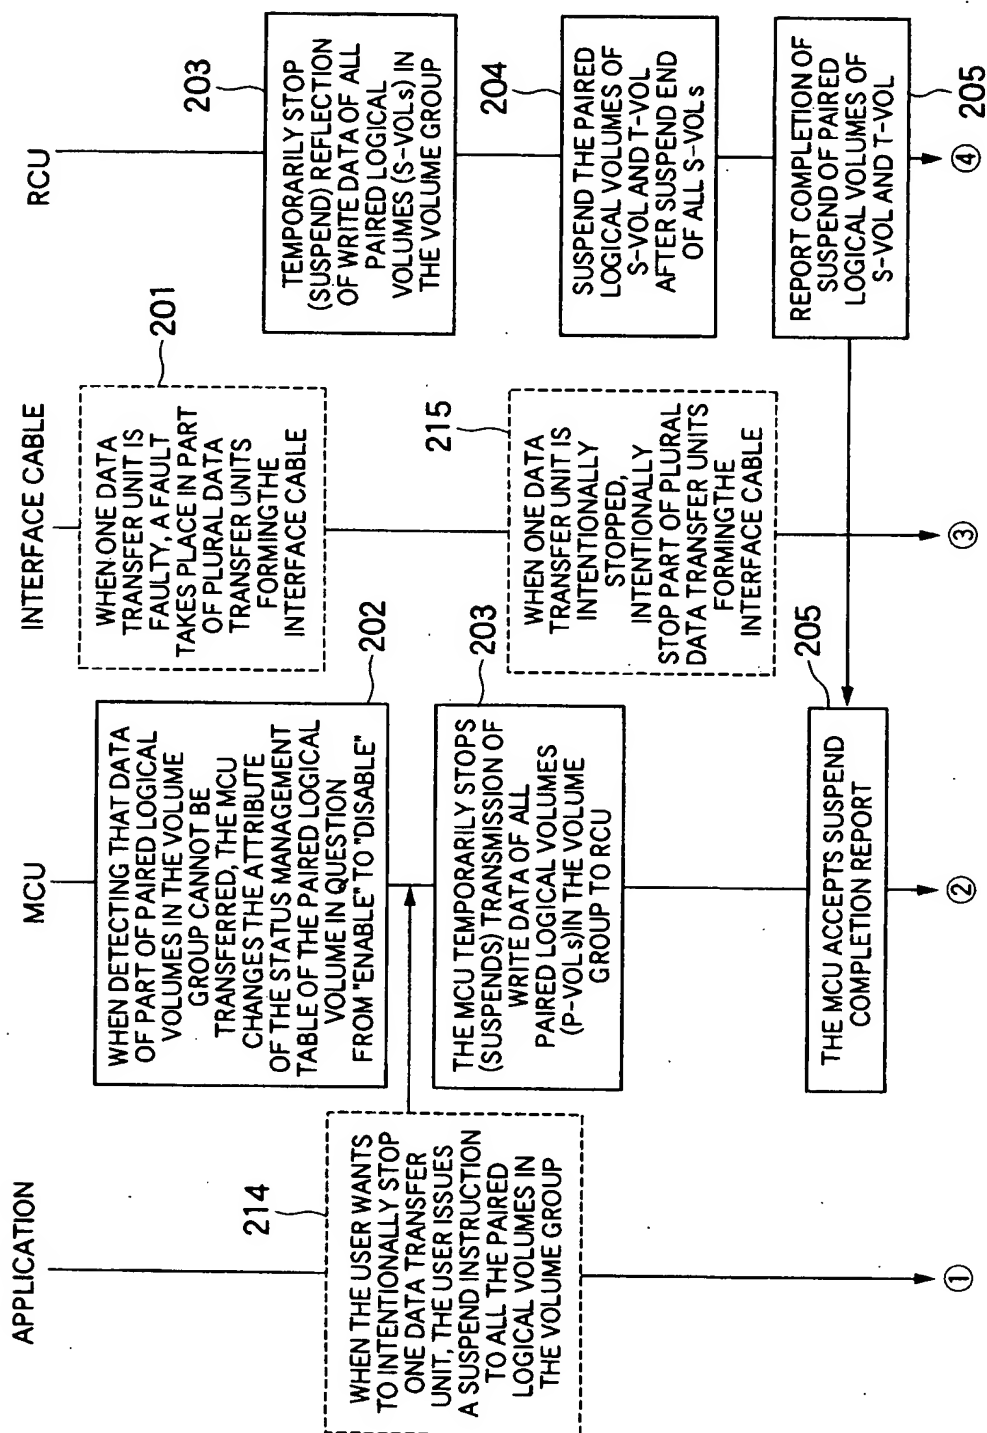 APPLICATION
214
WHEN THE USER WANTS
TO INTENTIONALLY STOP
ONE DATA TRANSFER
UNIT, THE USER ISSUES
A SUSPEND INSTRUCTION
TO ALL THE PAIRED
LOGICAL VOLUMES IN
THE VOLUME GROUP
①
MCU
WHEN DETECTING THAT DATA
OF PART OF PAIRED LOGICAL
VOLUMES IN THE VOLUME
GROUP CANNOT BE
TRANSFERRED, THE MCU
CHANGES THE ATTRIBUTE
OF THE STATUS MANAGEMENT
TABLE OF THE PAIRED LOGICAL
VOLUME IN QUESTION
FROM "ENABLE" TO "DISABLE"
202
THE MCU TEMPORARILY STOPS
(SUSPENDS) TRANSMISSION OF
WRITE DATA OF ALL
PAIRED LOGICAL VOLUMES
(P-VOLs)IN THE VOLUME
GROUP TO RCU
203
THE MCU ACCEPTS SUSPEND
COMPLETION REPORT
205
②
INTERFACE CABLE
201
WHEN ONE DATA
TRANSFER UNIT IS
FAULTY, A FAULT
TAKES PLACE IN PART
OF PLURAL DATA
TRANSFER UNITS
FORMINGTHE
INTERFACE CABLE
215
WHEN ONE DATA
TRANSFER UNIT IS
INTENTIONALLY
STOPPED,
INTENTIONALLY
STOP PART OF PLURAL
DATA TRANSFER UNITS
FORMINGTHE
INTERFACE CABLE
③
RCU
203
TEMPORARILY STOP
(SUSPEND) REFLECTION
OF WRITE DATA OF ALL
PAIRED LOGICAL
VOLUMES (S-VOLs) IN
THE VOLUME GROUP
204
SUSPEND THE PAIRED
LOGICAL VOLUMES OF
S-VOL AND T-VOL
AFTER SUSPEND END
OF ALL S-VOLs
REPORT COMPLETION OF
SUSPEND OF PAIRED
LOGICAL VOLUMES OF
S-VOL AND T-VOL
205
④